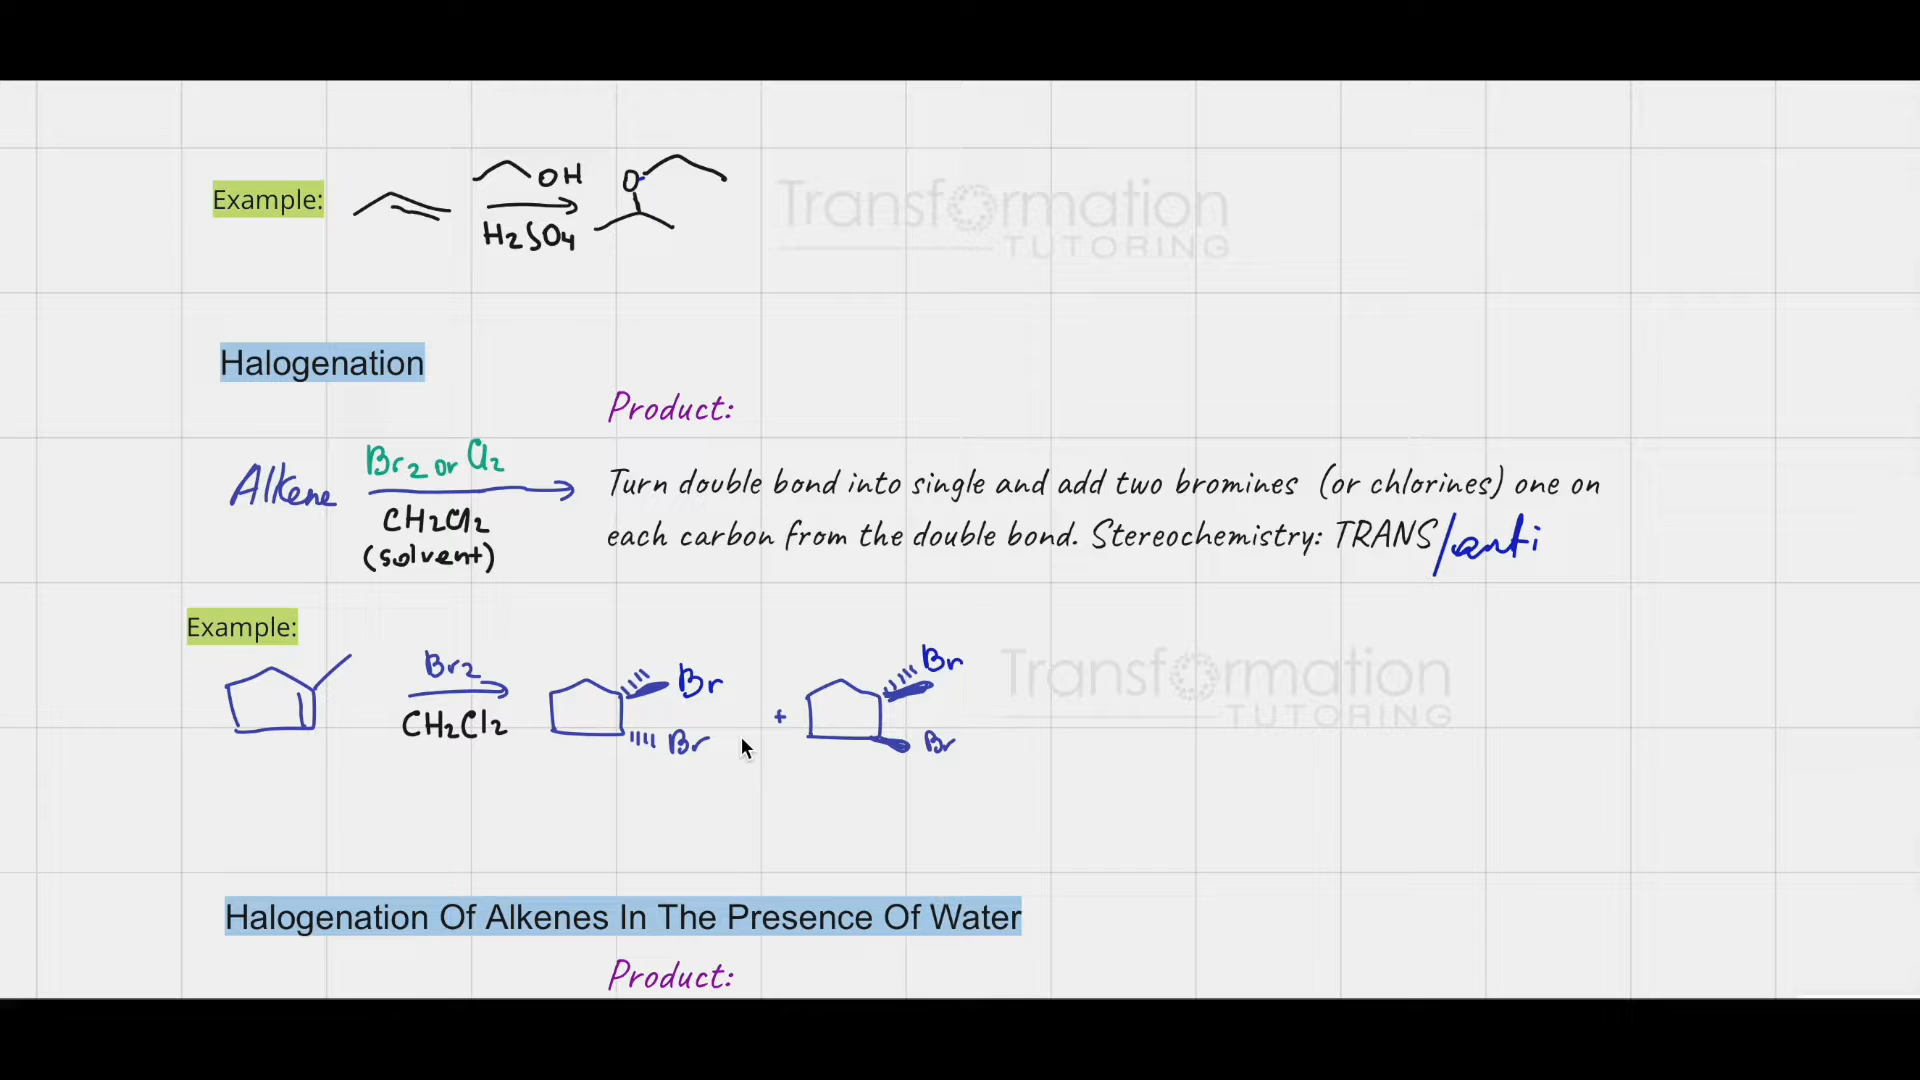 Transformation
TUTORING
Example:
OH
H2SO4
O
Halogenation
Product:
Alkene
Br2 or Cl2
CH2Cl2
(solvent)
Turn double bond into single and add two bromines (or chlorines) one on
each carbon from the double bond. Stereochemistry: TRANS/anti
Example:
Br2
CH2Cl2
Br
Br
+
Br
Br
Transformation
TUTORING
Halogenation Of Alkenes In The Presence Of Water
Product: